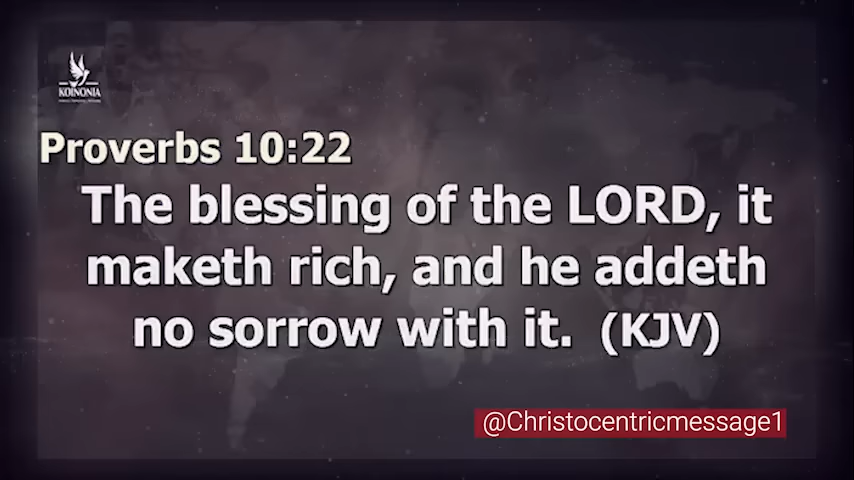 KOINONIA
Proverbs 10:22
The blessing of the LORD, it
maketh rich, and he addeth
no sorrow with it. (KJV)
@Christocentricmessage1